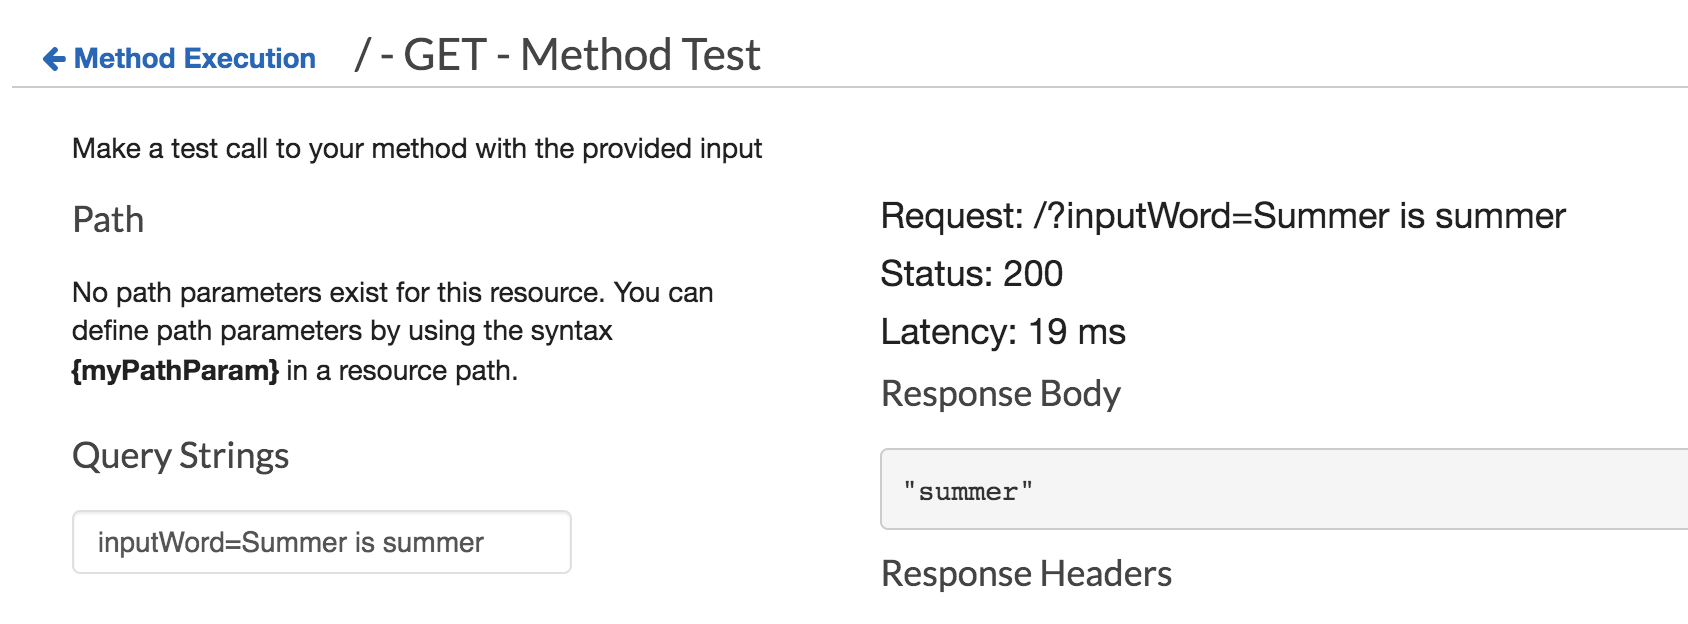 Method Execution / - GET - Method Test
Make a test call to your method with the provided input
Path
No path parameters exist for this resource. You can
define path parameters by using the syntax
{myPathParam} in a resource path.
Query Strings
inputWord=Summer is summer
Request: /?inputWord=Summer is summer
Status: 200
Latency: 19 ms
Response Body
"summer"
Response Headers